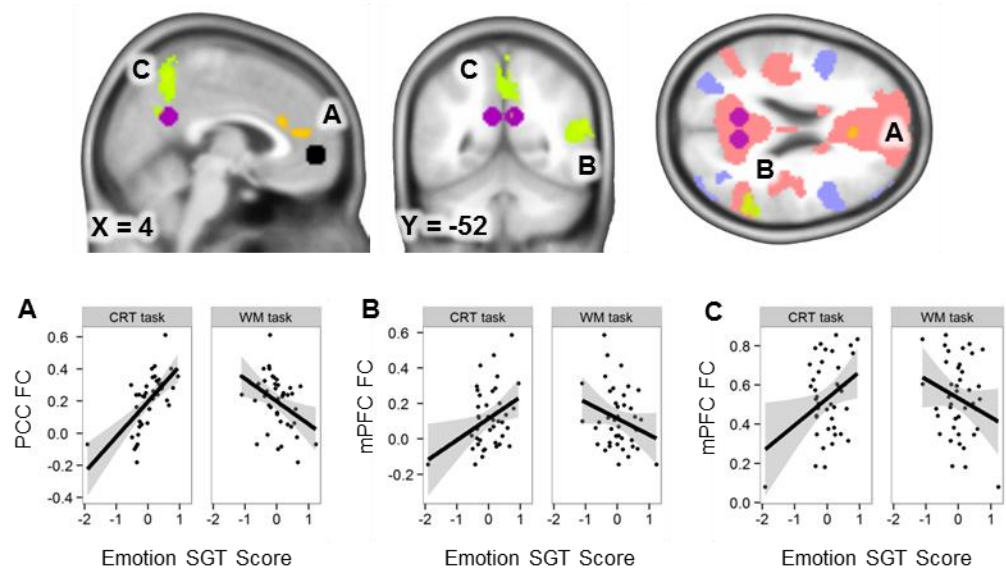 C
A
X = 4
C
B
Y = -52
A
B
A
CRT task
WM task
PCC FC
0.6
0.4
0.2
0.0
-0.2
-0.4
-2 -1 0 1
-2 -1 0 1
Emotion SGT Score
B
CRT task
WM task
mPFC FC
0.6
0.4
0.2
0.0
-0.2
-2 -1 0 1
-2 -1 0 1
Emotion SGT Score
C
CRT task
WM task
mPFC FC
0.8
0.6
0.4
0.2
0.0
-2 -1 0 1
-2 -1 0 1
Emotion SGT Score